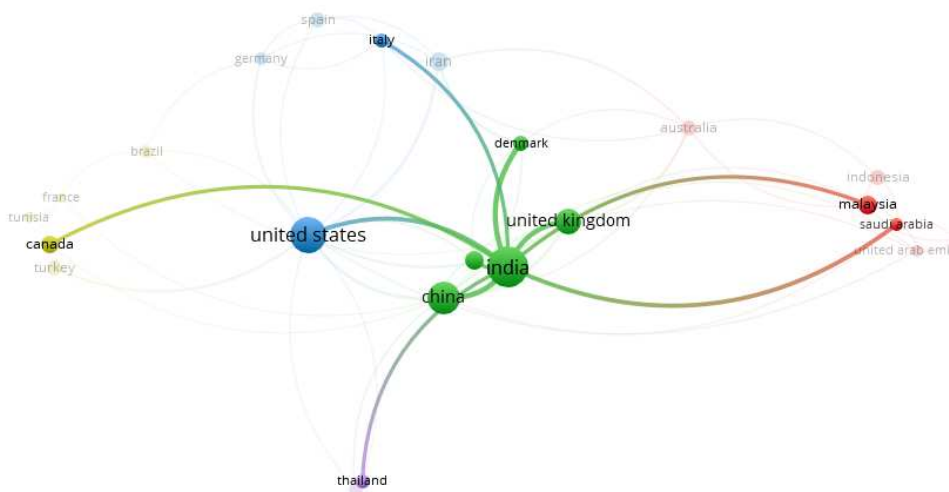 spain
italy
germany
iran
australia
denmark
brazil
indonesia
france
malaysia
tunisia
united kingdom
saudi arabia
united states
canada
united arab emi
turkey
india
china
thailand